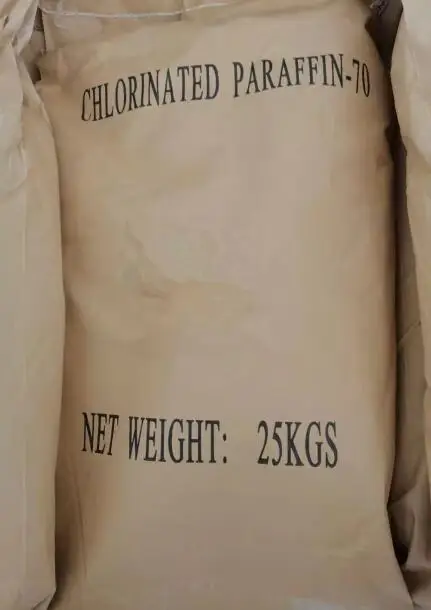 CHLORINATED PARAFFIN-70
NET WEIGHT: 25KGS